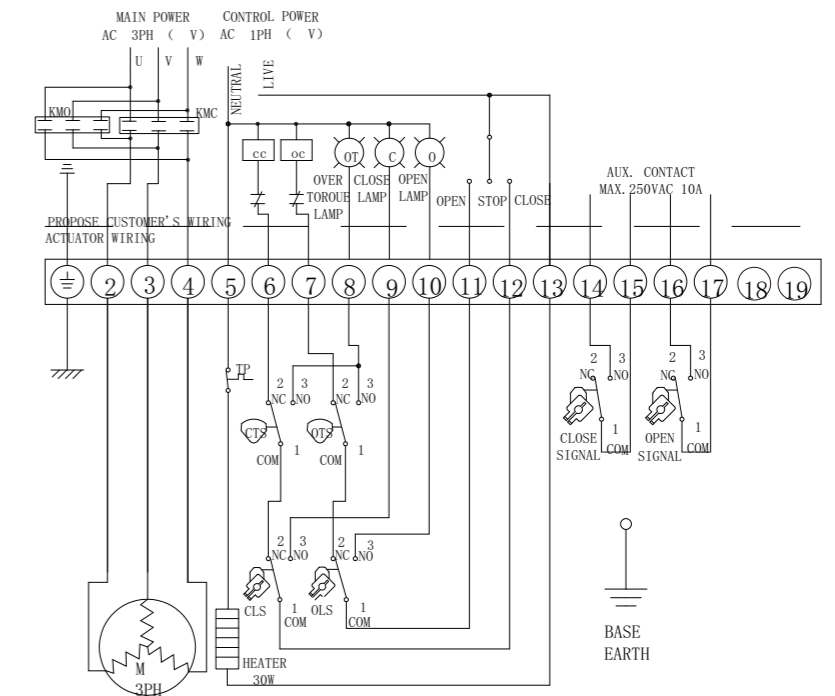 MAIN POWER
AC 3PH ( V)
CONTROL POWER
AC 1PH ( V)
U V W
NEUTRAL
LIVE
KMO
KMC
cc
oc
OT
C
O
OVER
TOROUE
LAMP
CLOSE
LAMP
OPEN
LAMP
OPEN
STOP
CLOSE
AUX. CONTACT
MAX.250VAC 10A
PROPOSE CUSTOMER'S WIRING
ACTUATOR WIRING
2 3 4 5 6 7 8 9 10 11 12 13 14 15 16 17 18 19
TP
2 3
NC NO
CTS
1
COM
2 3
NC NO
OTS
1
COM
2 3
NC NO
1
COM
CLOSE
SIGNAL
2 3
NC NO
1
COM
OPEN
SIGNAL
2 3
NC NO
CLS
1
COM
2 3
NC NO
OLS
1
COM
M
3PH
HEATER
30W
BASE
EARTH